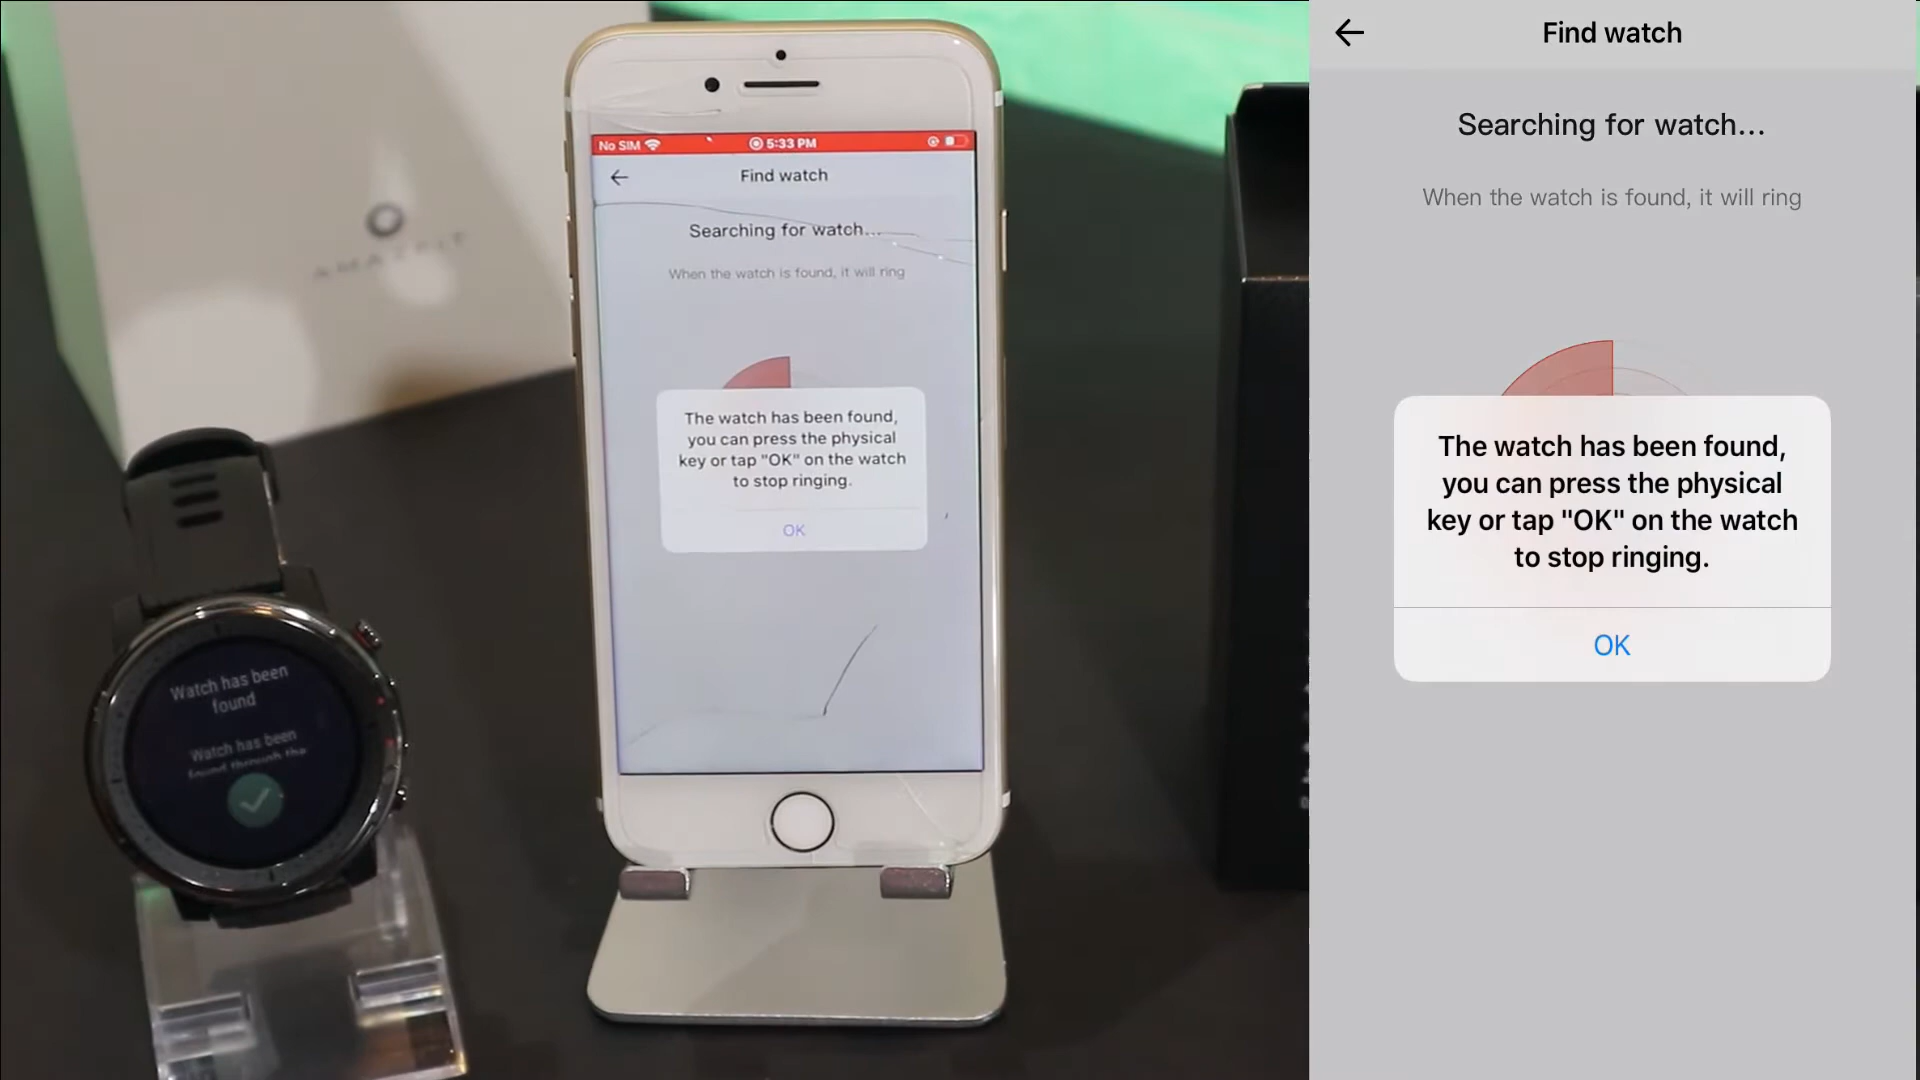 AMAZFIT
Watch has been
found
Watch has been
found through the
No SIM
5:33 PM
Find watch
Searching for watch...
When the watch is found, it will ring
The watch has been found,
you can press the physical
key or tap "OK" on the watch
to stop ringing.
OK
Find watch
Searching for watch...
When the watch is found, it will ring
The watch has been found,
you can press the physical
key or tap "OK" on the watch
to stop ringing.
OK